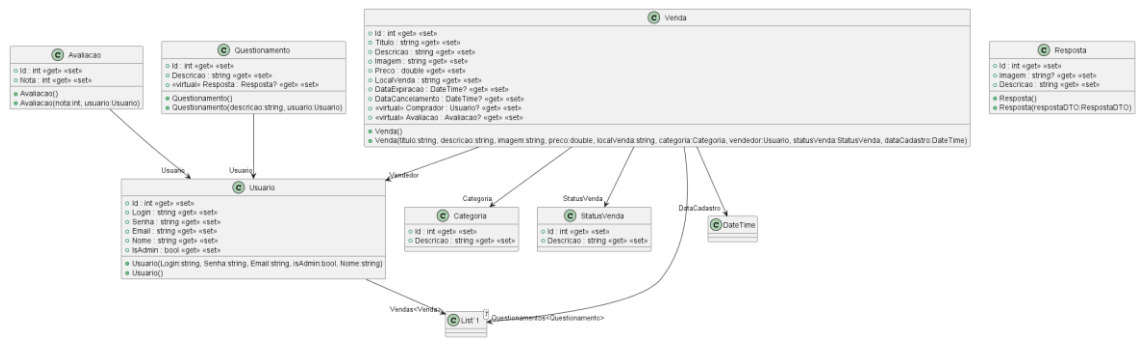 C Venda
Id : int «get» «set»
Titulo : string «get» «set»
Descricao : string «get» «set»
Imagem : string «get» «set»
Preco : double «get» «set»
LocalVenda : string «get» «set»
DataExpiracao : DateTime? «get» «set»
DataCancelamento : DateTime? «get» «set»
«virtual» Comprador : Usuario? «get» «set»
«virtual» Avaliacao : Avaliacao? «get» «set»
Venda()
Venda(titulo:string, descricao:string, imagem:string, preco:double, localVenda:string, categoria:Categoria, vendedor:Usuario, statusVenda:StatusVenda, dataCadastro:DateTime)
C Avaliacao
Id : int «get» «set»
Nota : int «get» «set»
Avaliacao()
Avaliacao(nota:int, usuario:Usuario)
C Questionamento
Id : int «get» «set»
Descricao : string «get» «set»
«virtual» Resposta : Resposta? «get» «set»
Questionamento()
Questionamento(descricao:string, usuario:Usuario)
C Resposta
Id : int «get» «set»
Imagem : string? «get» «set»
Descricao : string «get» «set»
Resposta()
Resposta(respostaDTO:RespostaDTO)
Usuario
Usuario
Vendedor
Categoria
StatusVenda
DataCadastro
C Usuario
Id : int «get» «set»
Login : string «get» «set»
Senha : string «get» «set»
Email : string «get» «set»
Nome : string «get» «set»
IsAdmin : bool «get» «set»
Usuario(Login:string, Senha:string, Email:string, isAdmin:bool, Nome:string)
Usuario()
C Categoria
Id : int «get» «set»
Descricao : string «get» «set»
C StatusVenda
Id : int «get» «set»
Descricao : string «get» «set»
C DateTime
Vendas<Venda>
Questionamentos<Questionamento>
C List`1
T